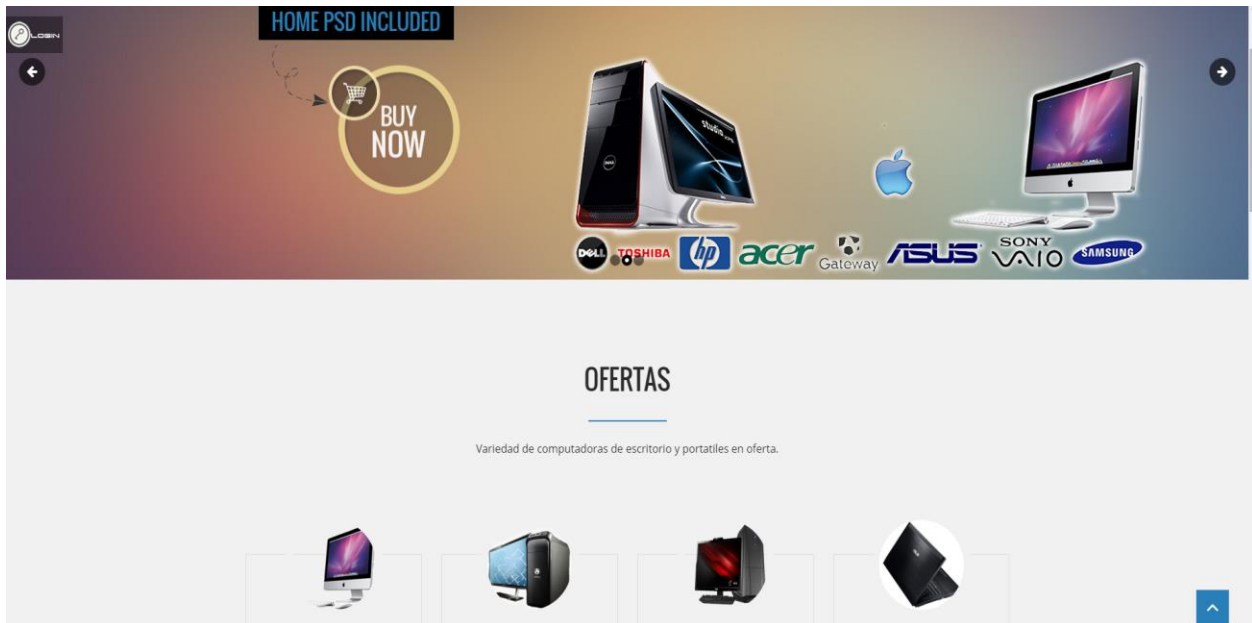 HOME PSD INCLUDED
LOGIN
BUY
NOW
studio
DELL
TOSHIBA
hp
acer
Gateway
ASUS
SONY
VAIO
SAMSUNG
OFERTAS
Variedad de computadoras de escritorio y portatiles en oferta.